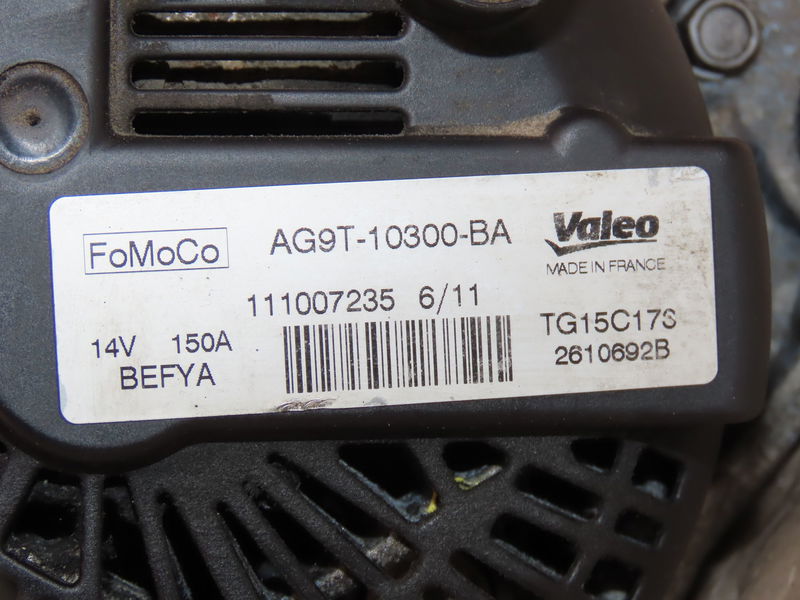 FoMoCo
AG9T-10300-BA
Valeo
MADE IN FRANCE
111007235 6/11
14V 150A
BEFYA
TG15C17S
2610692B